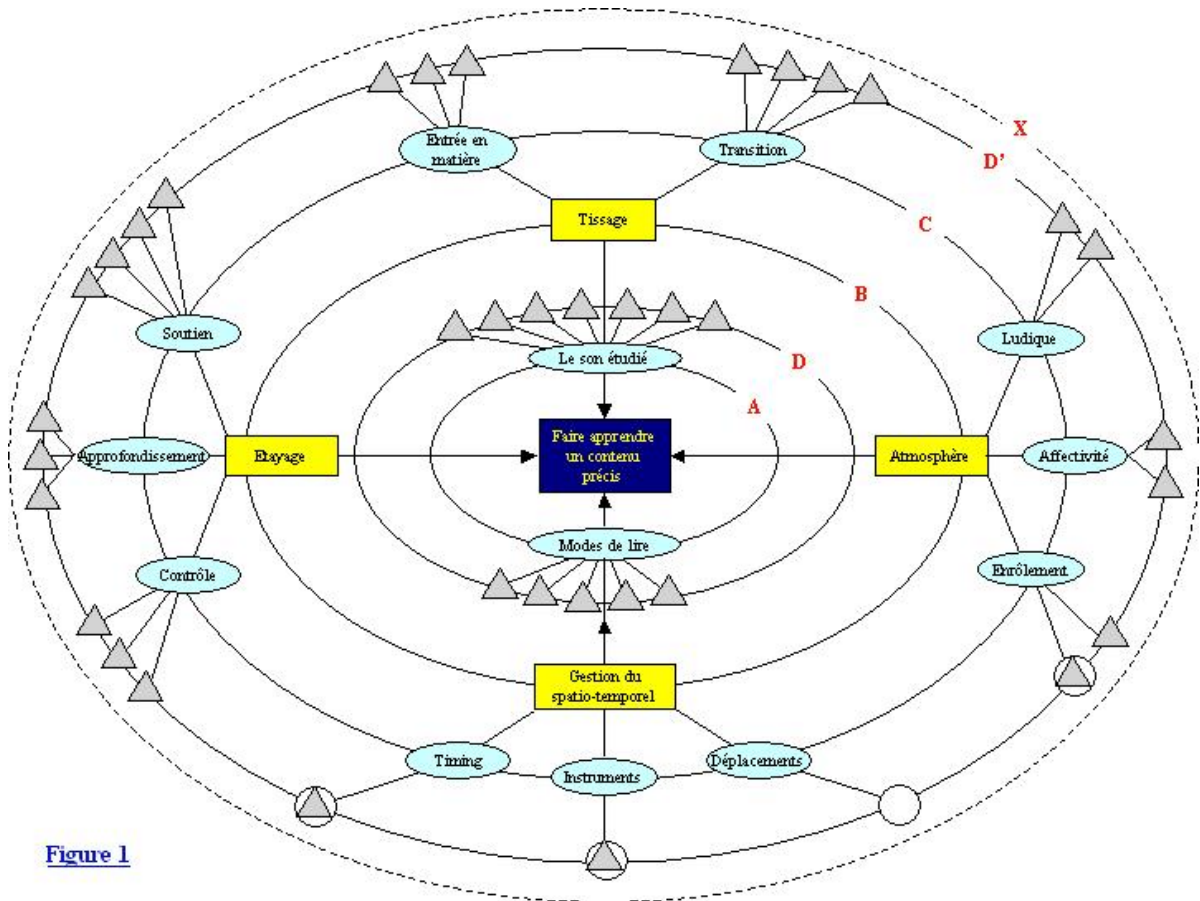 Entrée en
matière
Transition
X
D'
Tissage
C
B
Soutien
Ludique
Le son étudié
D
A
Approfondissement
Etayage
Faire apprendre
un contenu
précis
Atmosphère
Affectivité
Modes de lire
Contrôle
Enrôlement
Gestion du
spatio-temporel
Timing
Instruments
Déplacements
Figure 1